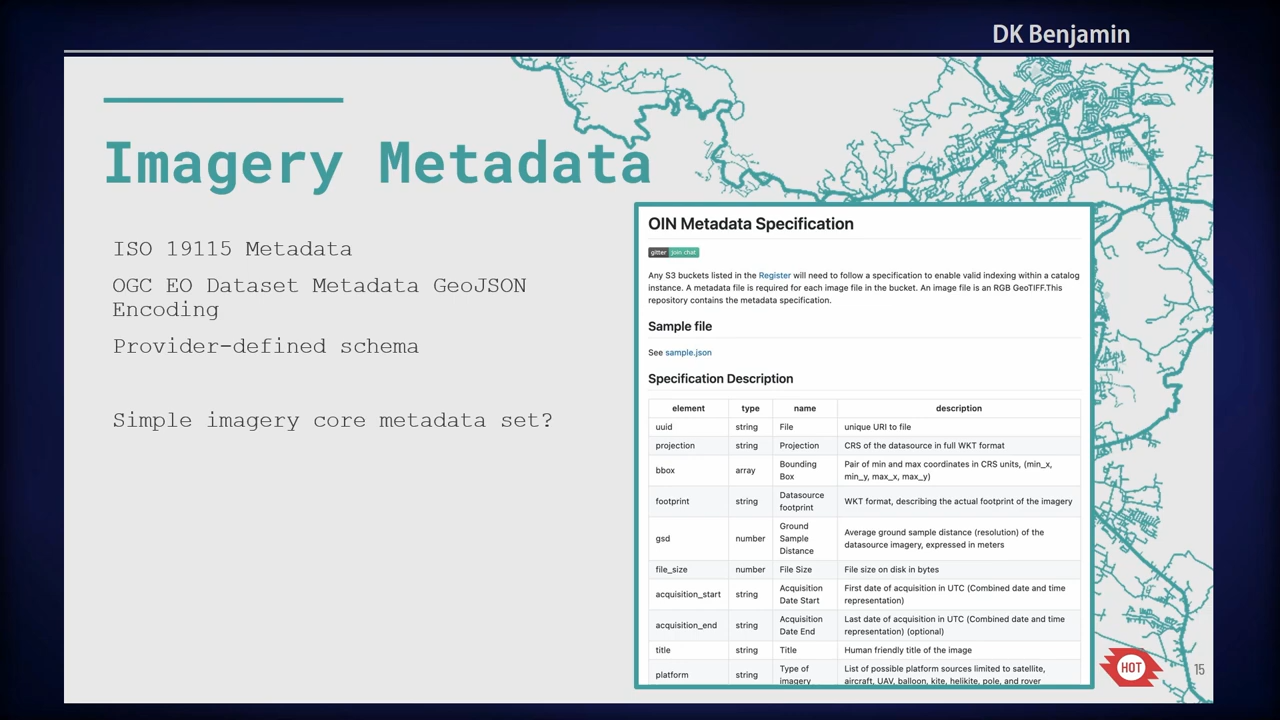 DK Benjamin
Imagery Metadata
ISO 19115 Metadata
OGC EO Dataset Metadata GeoJSON
Encoding
Provider-defined schema
Simple imagery core metadata set?
OIN Metadata Specification
gitter join chat
Any S3 buckets listed in the Register will need to follow a specification to enable valid indexing within a catalog
instance. A metadata file is required for each image file in the bucket. An image file is an RGB GeoTIFF.This
repository contains the metadata specification.
Sample file
See sample.json
Specification Description
element type name description
uuid string File unique URI to file
projection string Projection CRS of the datasource in full WKT format
bbox array Bounding Box Pair of min and max coordinates in CRS units, (min_x,
min_y, max_x, max_y)
footprint string Datasource footprint WKT format, describing the actual footprint of the imagery
gsd number Ground Sample Distance Average ground sample distance (resolution) of the
datasource imagery, expressed in meters
file_size number File Size File size on disk in bytes
acquisition_start string Acquisition Date Start First date of acquisition in UTC (Combined date and time
representation)
acquisition_end string Acquisition Date End Last date of acquisition in UTC (Combined date and time
representation) (optional)
title string Title Human friendly title of the image
platform string Type of imagery List of possible platform sources limited to satellite,
aircraft, UAV, balloon, kite, helikite, pole, and rover
HOT
15